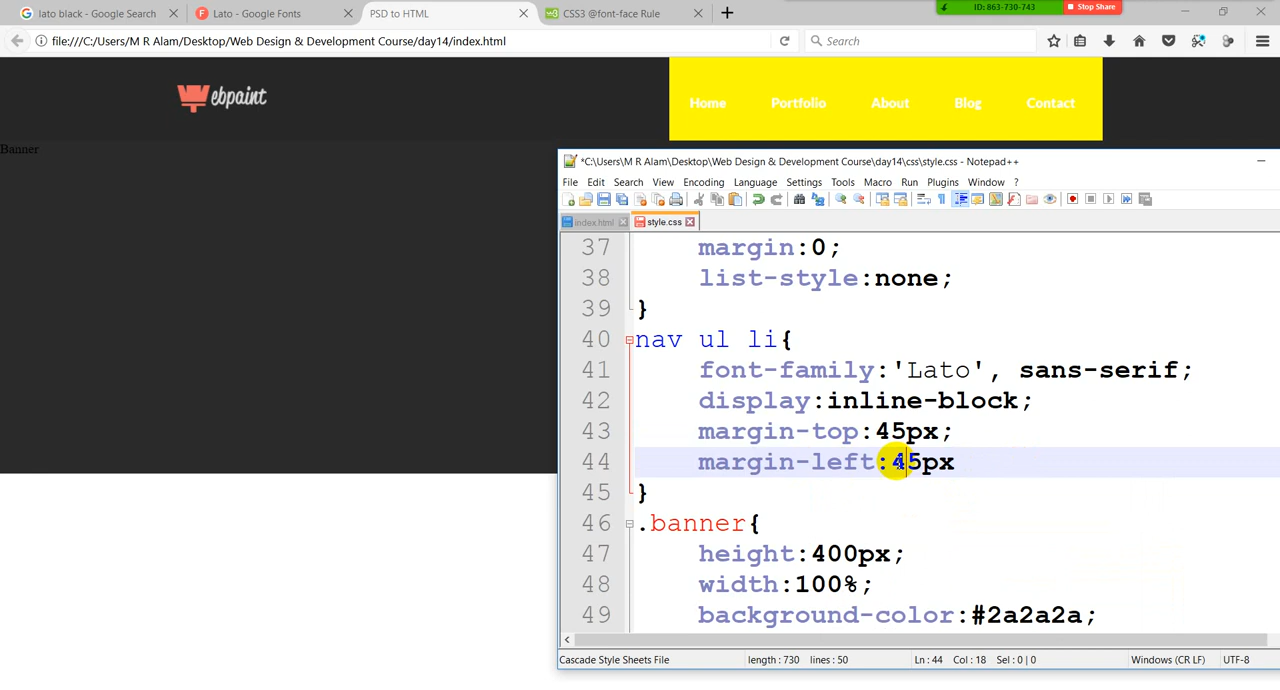 lato black - Google Search
Lato - Google Fonts
PSD to HTML
CSS3 @font-face Rule
ID: 863-730-743
Stop Share
file:///C:/Users/M R Alam/Desktop/Web Design & Development Course/day14/index.html
Search
ebpaint
Home Portfolio About Blog Contact
Banner
*C:\Users\M R Alam\Desktop\Web Design & Development Course\day14\css\style.css - Notepad++
File Edit Search View Encoding Language Settings Tools Macro Run Plugins Window ?
index.html style.css
37 margin:0;
38 list-style:none;
39 }
40 nav ul li{
41 font-family:'Lato', sans-serif;
42 display:inline-block;
43 margin-top:45px;
44 margin-left:45px
45 }
46 .banner{
47 height:400px;
48 width:100%;
49 background-color:#2a2a2a;
Cascade Style Sheets File length : 730 lines : 50 Ln : 44 Col : 18 Sel : 0 | 0 Windows (CR LF) UTF-8